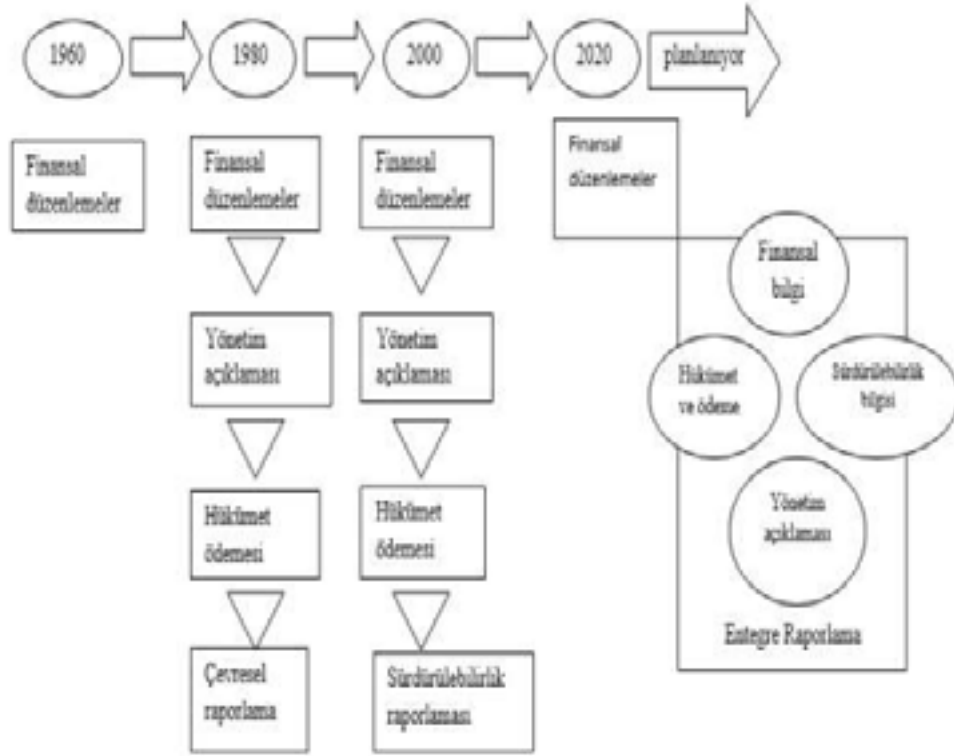 1960
1980
2000
2020
planlanıyor
Finansal
düzenlemeler
Finansal
düzenlemeler
Yönetim
açıklaması
Hükümet
ödemesi
Çevresel
raporlama
Finansal
düzenlemeler
Yönetim
açıklaması
Hükümet
ödemesi
Sürdürülebilirlik
raporlaması
Finansal
düzenlemeler
Finansal
bilgi
Hükümet
ve ödeme
Sürdürülebilirlik
bilgisi
Yönetim
açıklaması
Entegre Raporlama